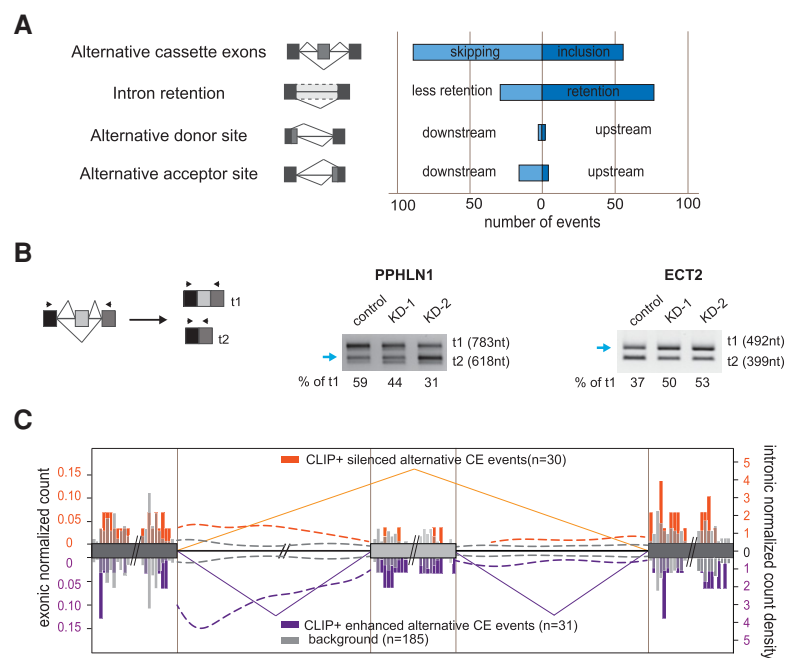 A
Alternative cassette exons
skipping
inclusion
Intron retention
less retention
retention
Alternative donor site
downstream
upstream
Alternative acceptor site
downstream
upstream
100 50 0 50 100
number of events
B
PPHLN1
ECT2
control KD-1 KD-2
control KD-1 KD-2
t1
t2
t1 (783nt)
t2 (618nt)
t1 (492nt)
t2 (399nt)
% of t1 59 44 31
% of t1 37 50 53
C
exonic normalized count
0.15
0.10
0.05
0
0
0.05
0.10
0.15
CLIP+ silenced alternative CE events(n=30)
CLIP+ enhanced alternative CE events (n=31)
background (n=185)
5
4
3
2
1
0
1
2
3
4
5
intronic normalized count density